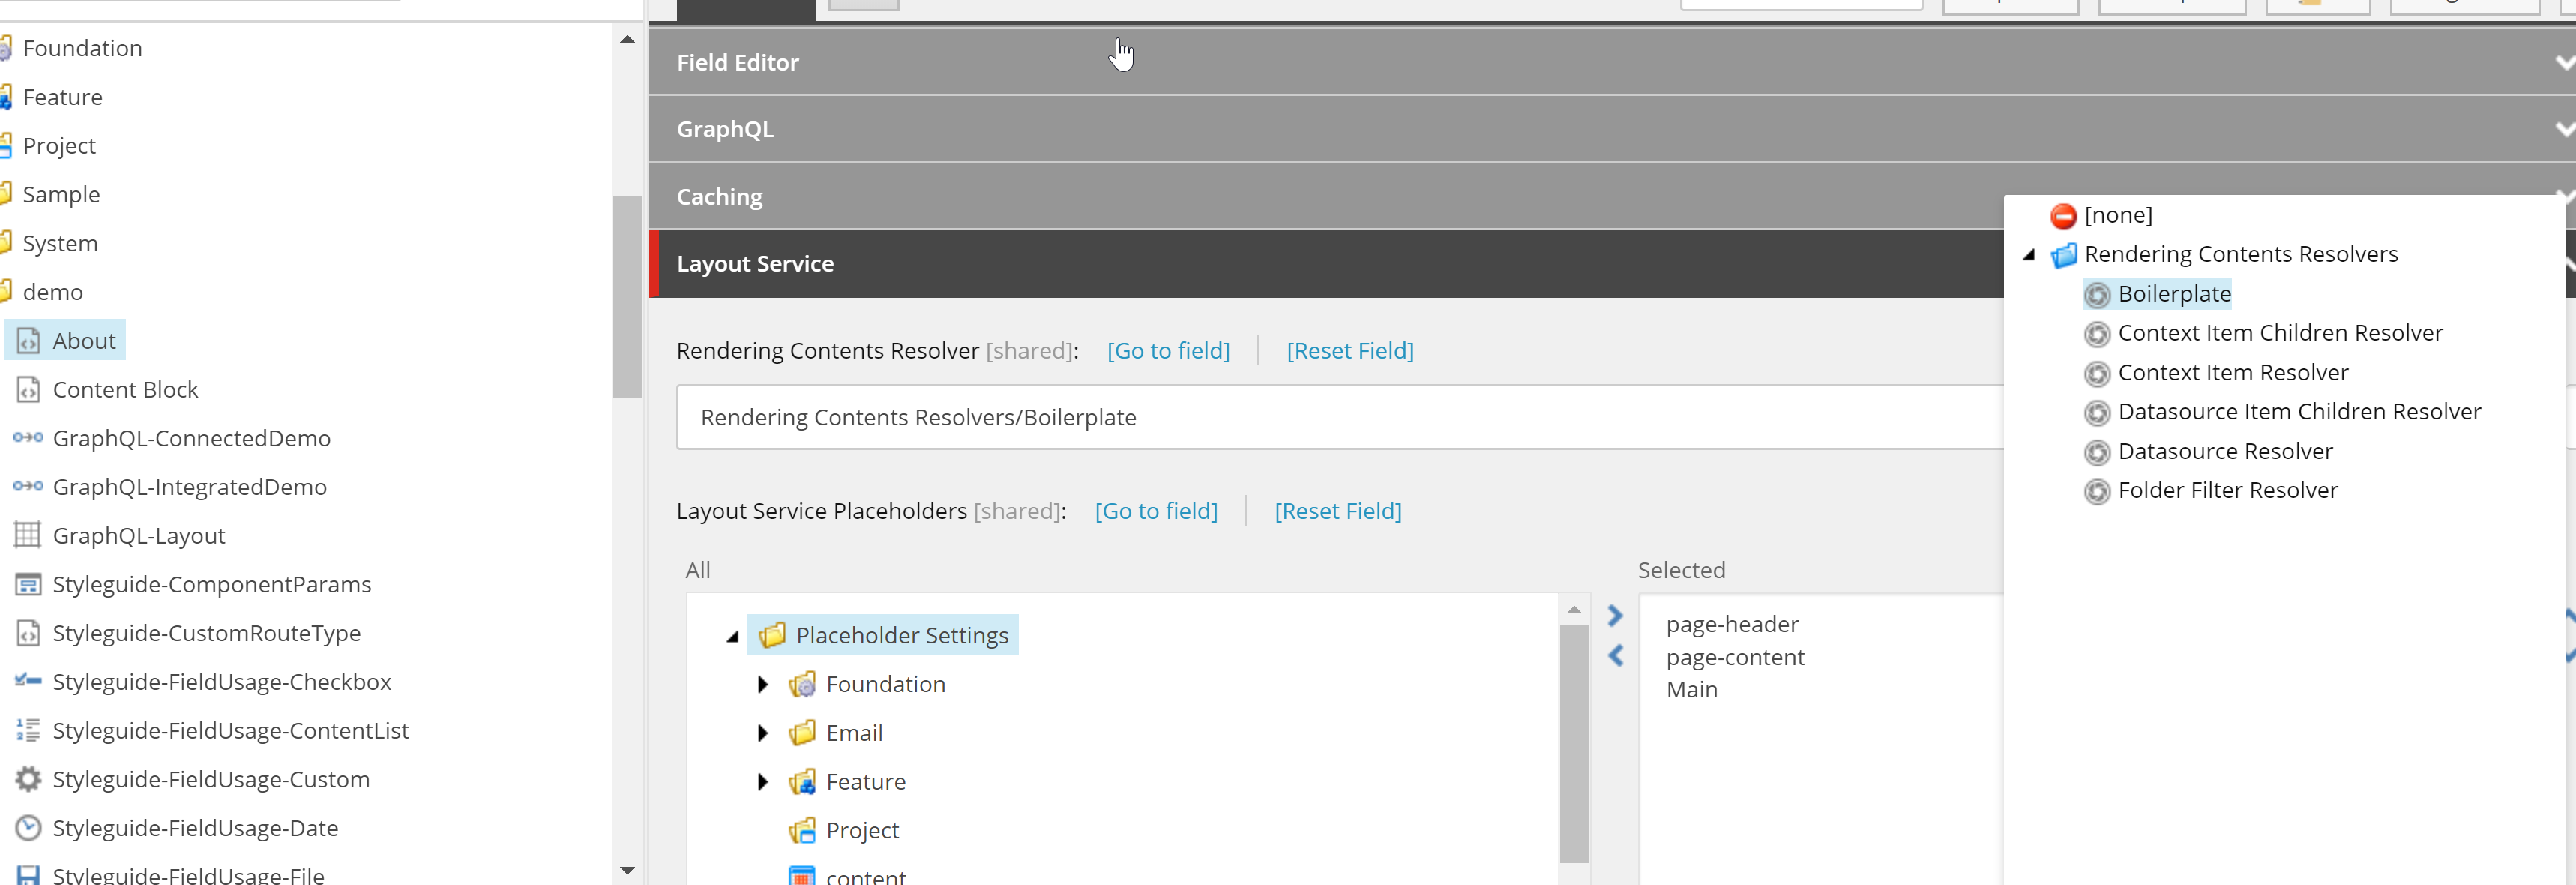 Foundation
Feature
Project
Sample
System
demo
About
Content Block
GraphQL-ConnectedDemo
GraphQL-IntegratedDemo
GraphQL-Layout
Styleguide-ComponentParams
Styleguide-CustomRouteType
Styleguide-FieldUsage-Checkbox
Styleguide-FieldUsage-ContentList
Styleguide-FieldUsage-Custom
Styleguide-FieldUsage-Date
Styleguide-FieldUsage-File
Field Editor
GraphQL
Caching
Layout Service
Rendering Contents Resolver [shared]: [Go to field] [Reset Field]
Rendering Contents Resolvers/Boilerplate
Layout Service Placeholders [shared]: [Go to field] [Reset Field]
All
Placeholder Settings
Foundation
Email
Feature
Project
content
Selected
page-header
page-content
Main
[none]
Rendering Contents Resolvers
Boilerplate
Context Item Children Resolver
Context Item Resolver
Datasource Item Children Resolver
Datasource Resolver
Folder Filter Resolver